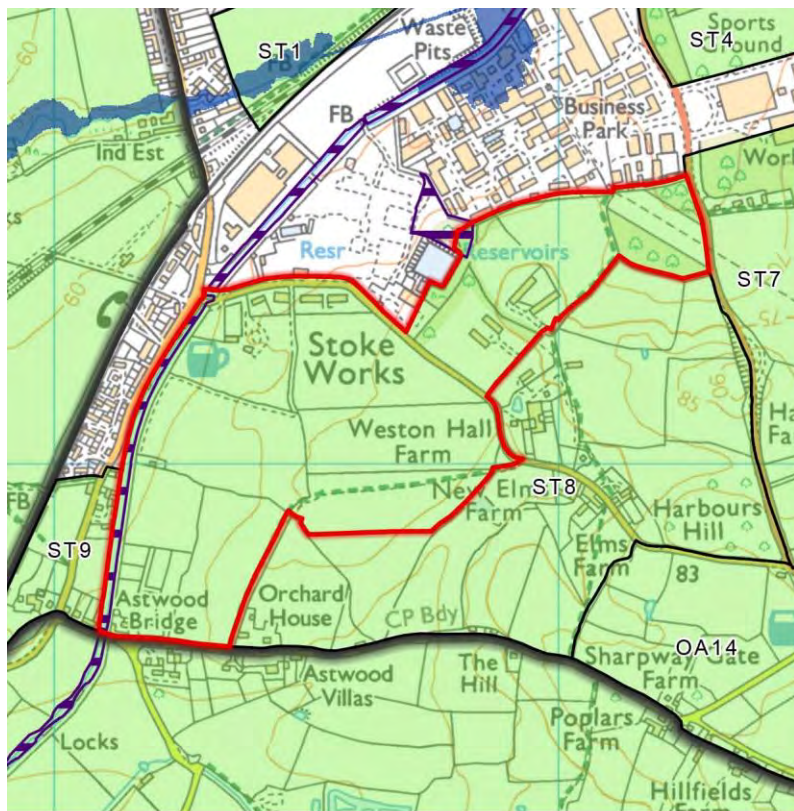 ST1
Waste
Pits
Sports
Ground
ST4
FB
FB
Business
Park
Ind Est
Resr
Reservoirs
ST7
60
60
75
90
85
Stoke
Works
Weston Hall
Farm
New Elm
Farm
ST8
Harbours
Hill
Elms
Farm
83
FB
ST9
Astwood
Bridge
Orchard
House
CP Bdy
OA14
Astwood
Villas
The
Hill
Sharpway Gate
Farm
Poplars
Farm
Locks
Hillfields